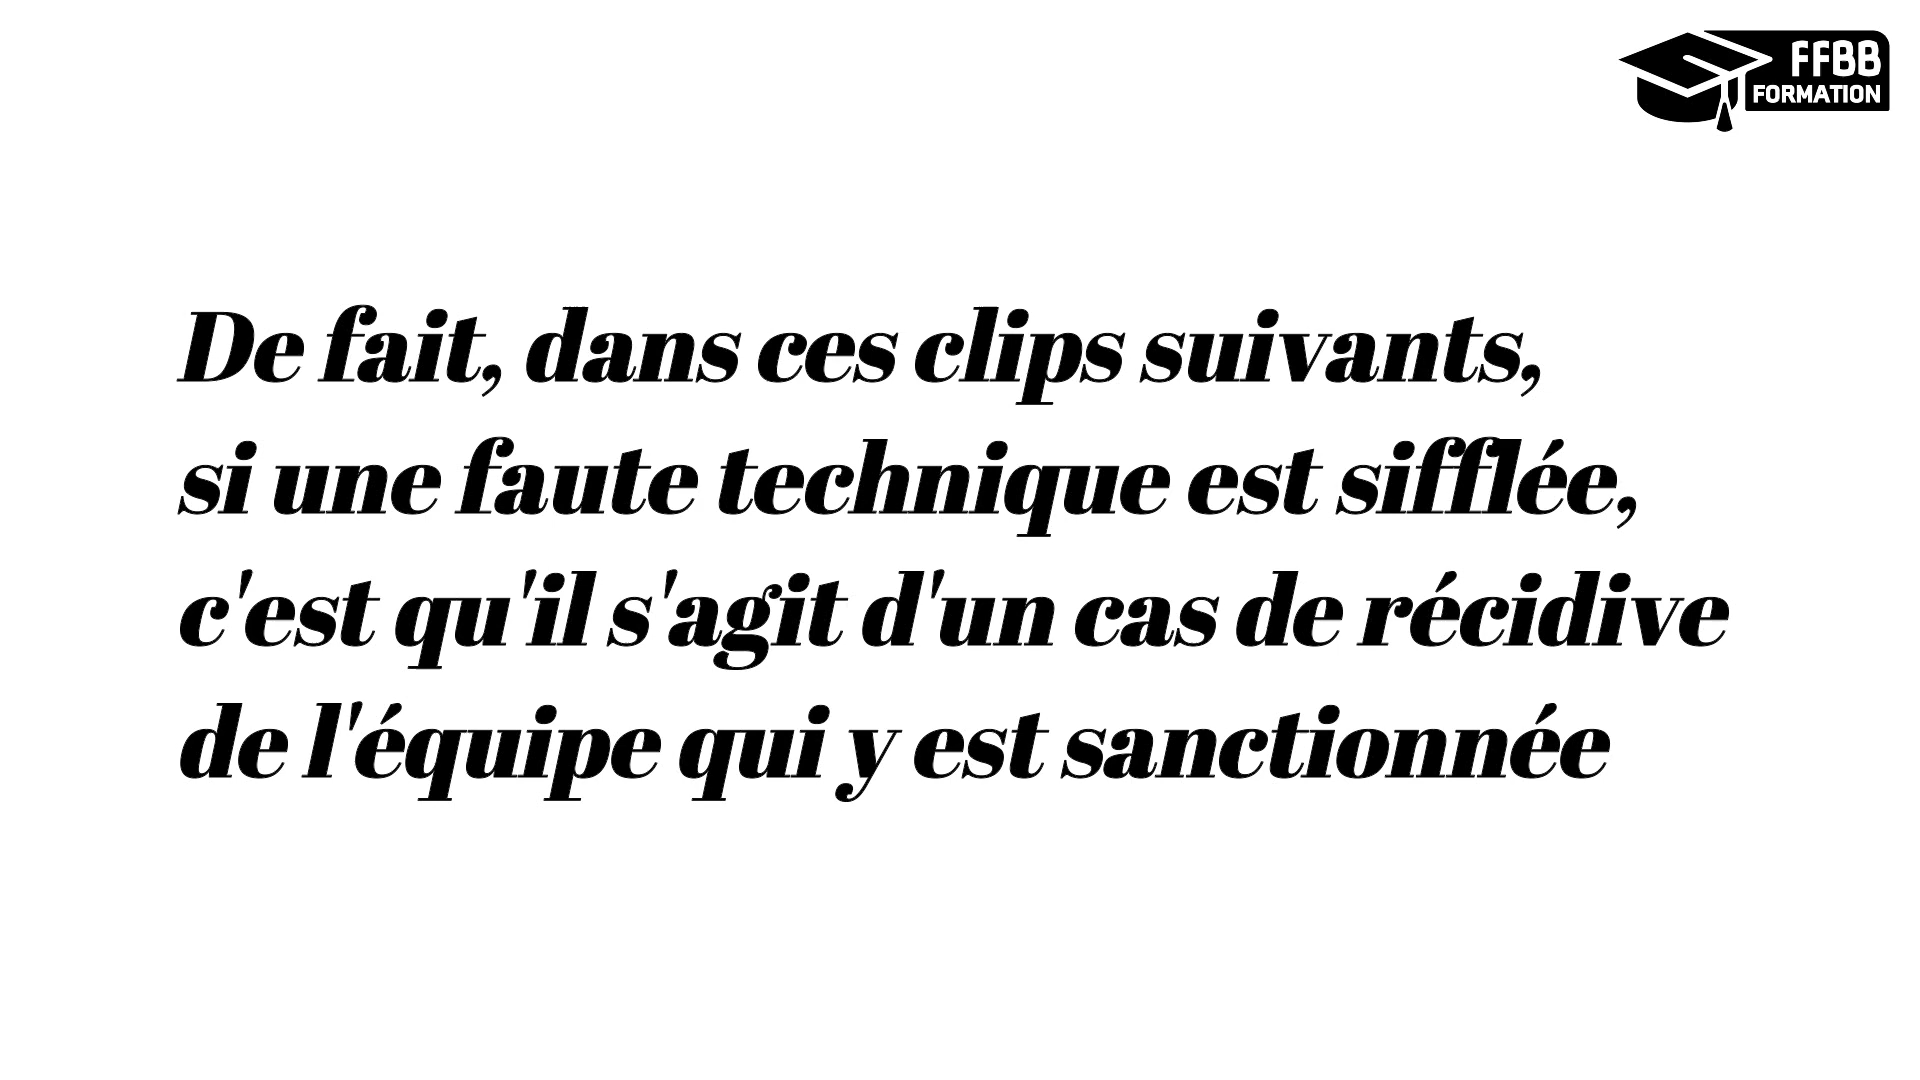 FFBB
FORMATION
De fait, dans ces clips suivants,
si une faute technique est sifflée,
c'est qu'il s'agit d'un cas de récidive
de l'équipe qui y est sanctionnée